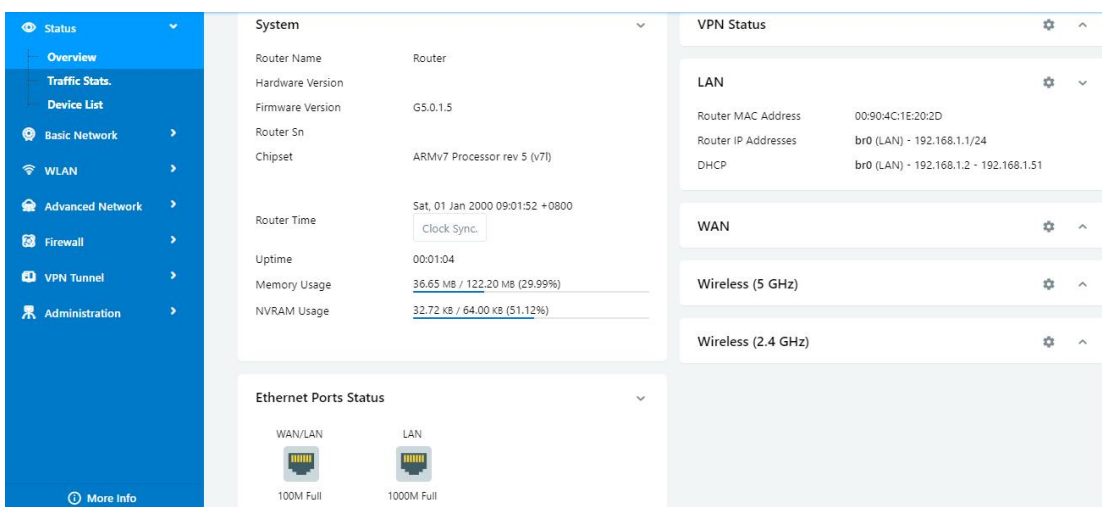 Status
Overview
Traffic Stats.
Device List
Basic Network
WLAN
Advanced Network
Firewall
VPN Tunnel
Administration
More Info
System
Router Name Router
Hardware Version
Firmware Version G5.0.1.5
Router Sn
Chipset ARMv7 Processor rev 5 (v7l)
Sat, 01 Jan 2000 09:01:52 +0800
Router Time
Clock Sync.
Uptime 00:01:04
Memory Usage 36.65 MB / 122.20 MB (29.99%)
NVRAM Usage 32.72 KB / 64.00 KB (51.12%)
Ethernet Ports Status
WAN/LAN LAN
100M Full 1000M Full
VPN Status
LAN
Router MAC Address 00:90:4C:1E:20:2D
Router IP Addresses br0 (LAN) - 192.168.1.1/24
DHCP br0 (LAN) - 192.168.1.2 - 192.168.1.51
WAN
Wireless (5 GHz)
Wireless (2.4 GHz)